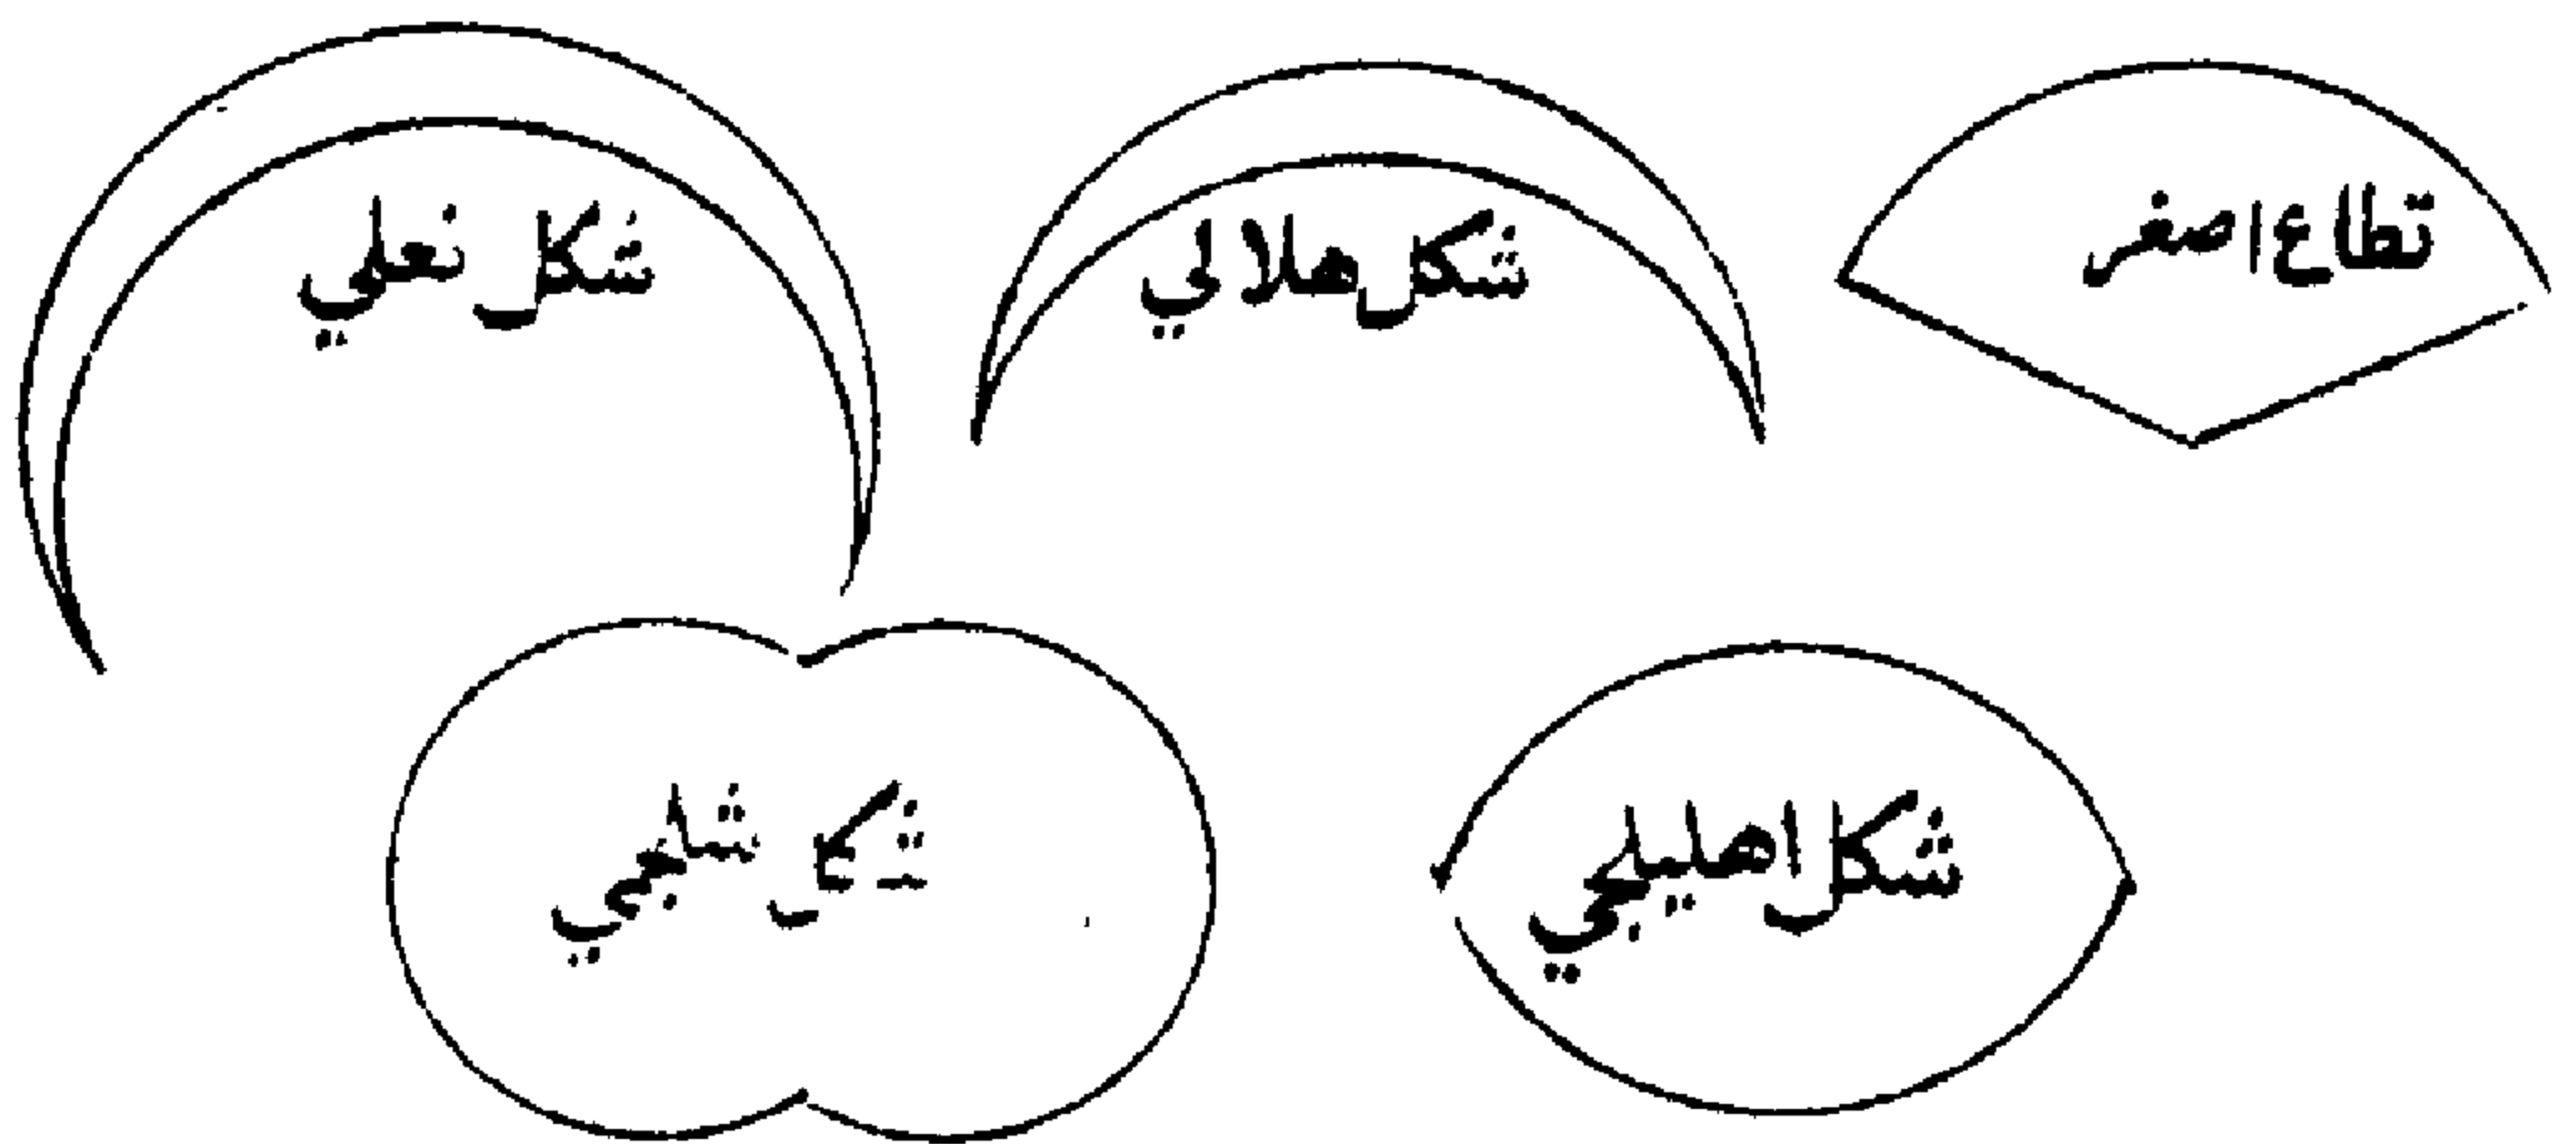 قطاع اصغر
شكل هلالي
شكل نعلي
شكل اهليلجي
شكل شلجمي